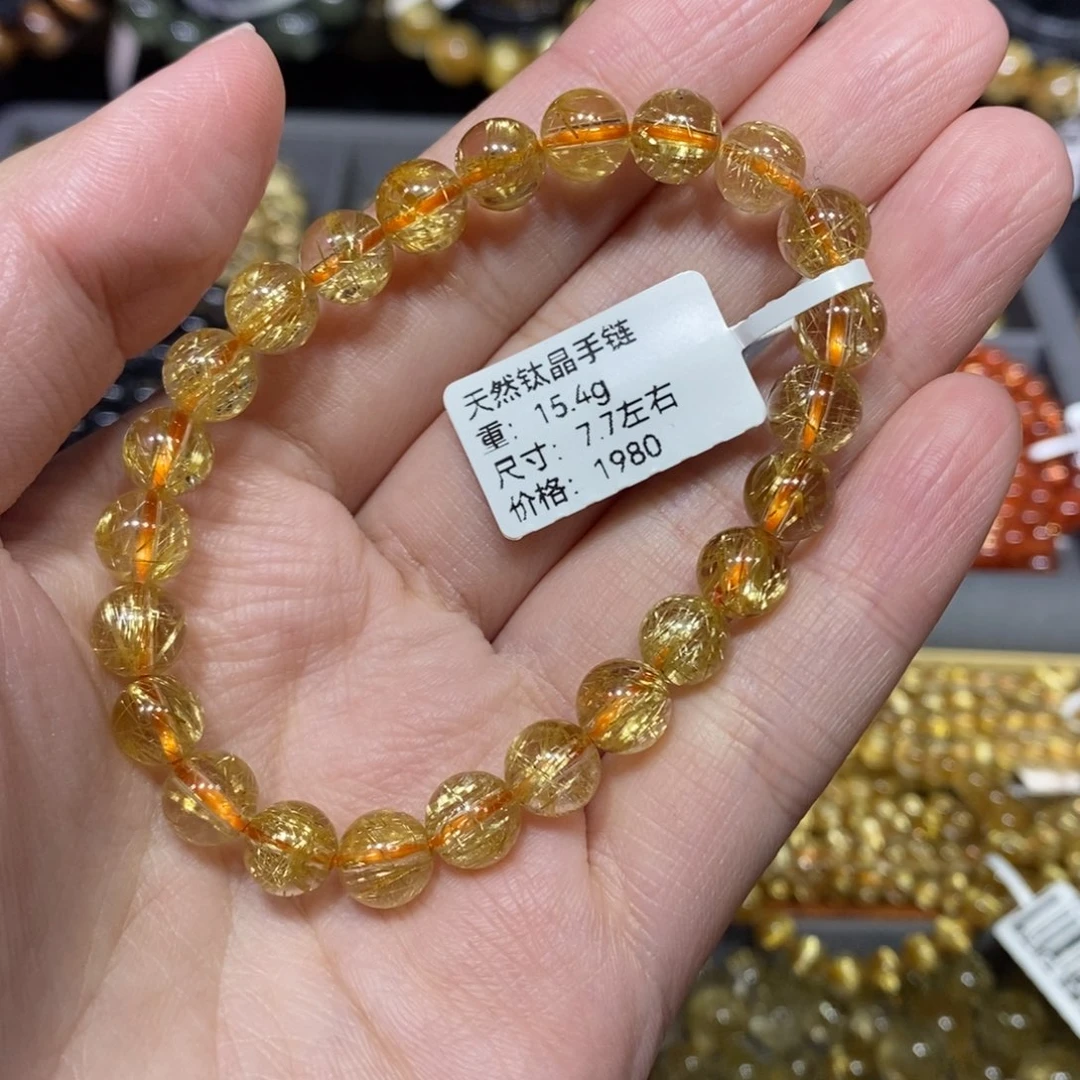 天然钛晶手链
重: 15.4g
尺寸: 7.7左右
价格: 1980